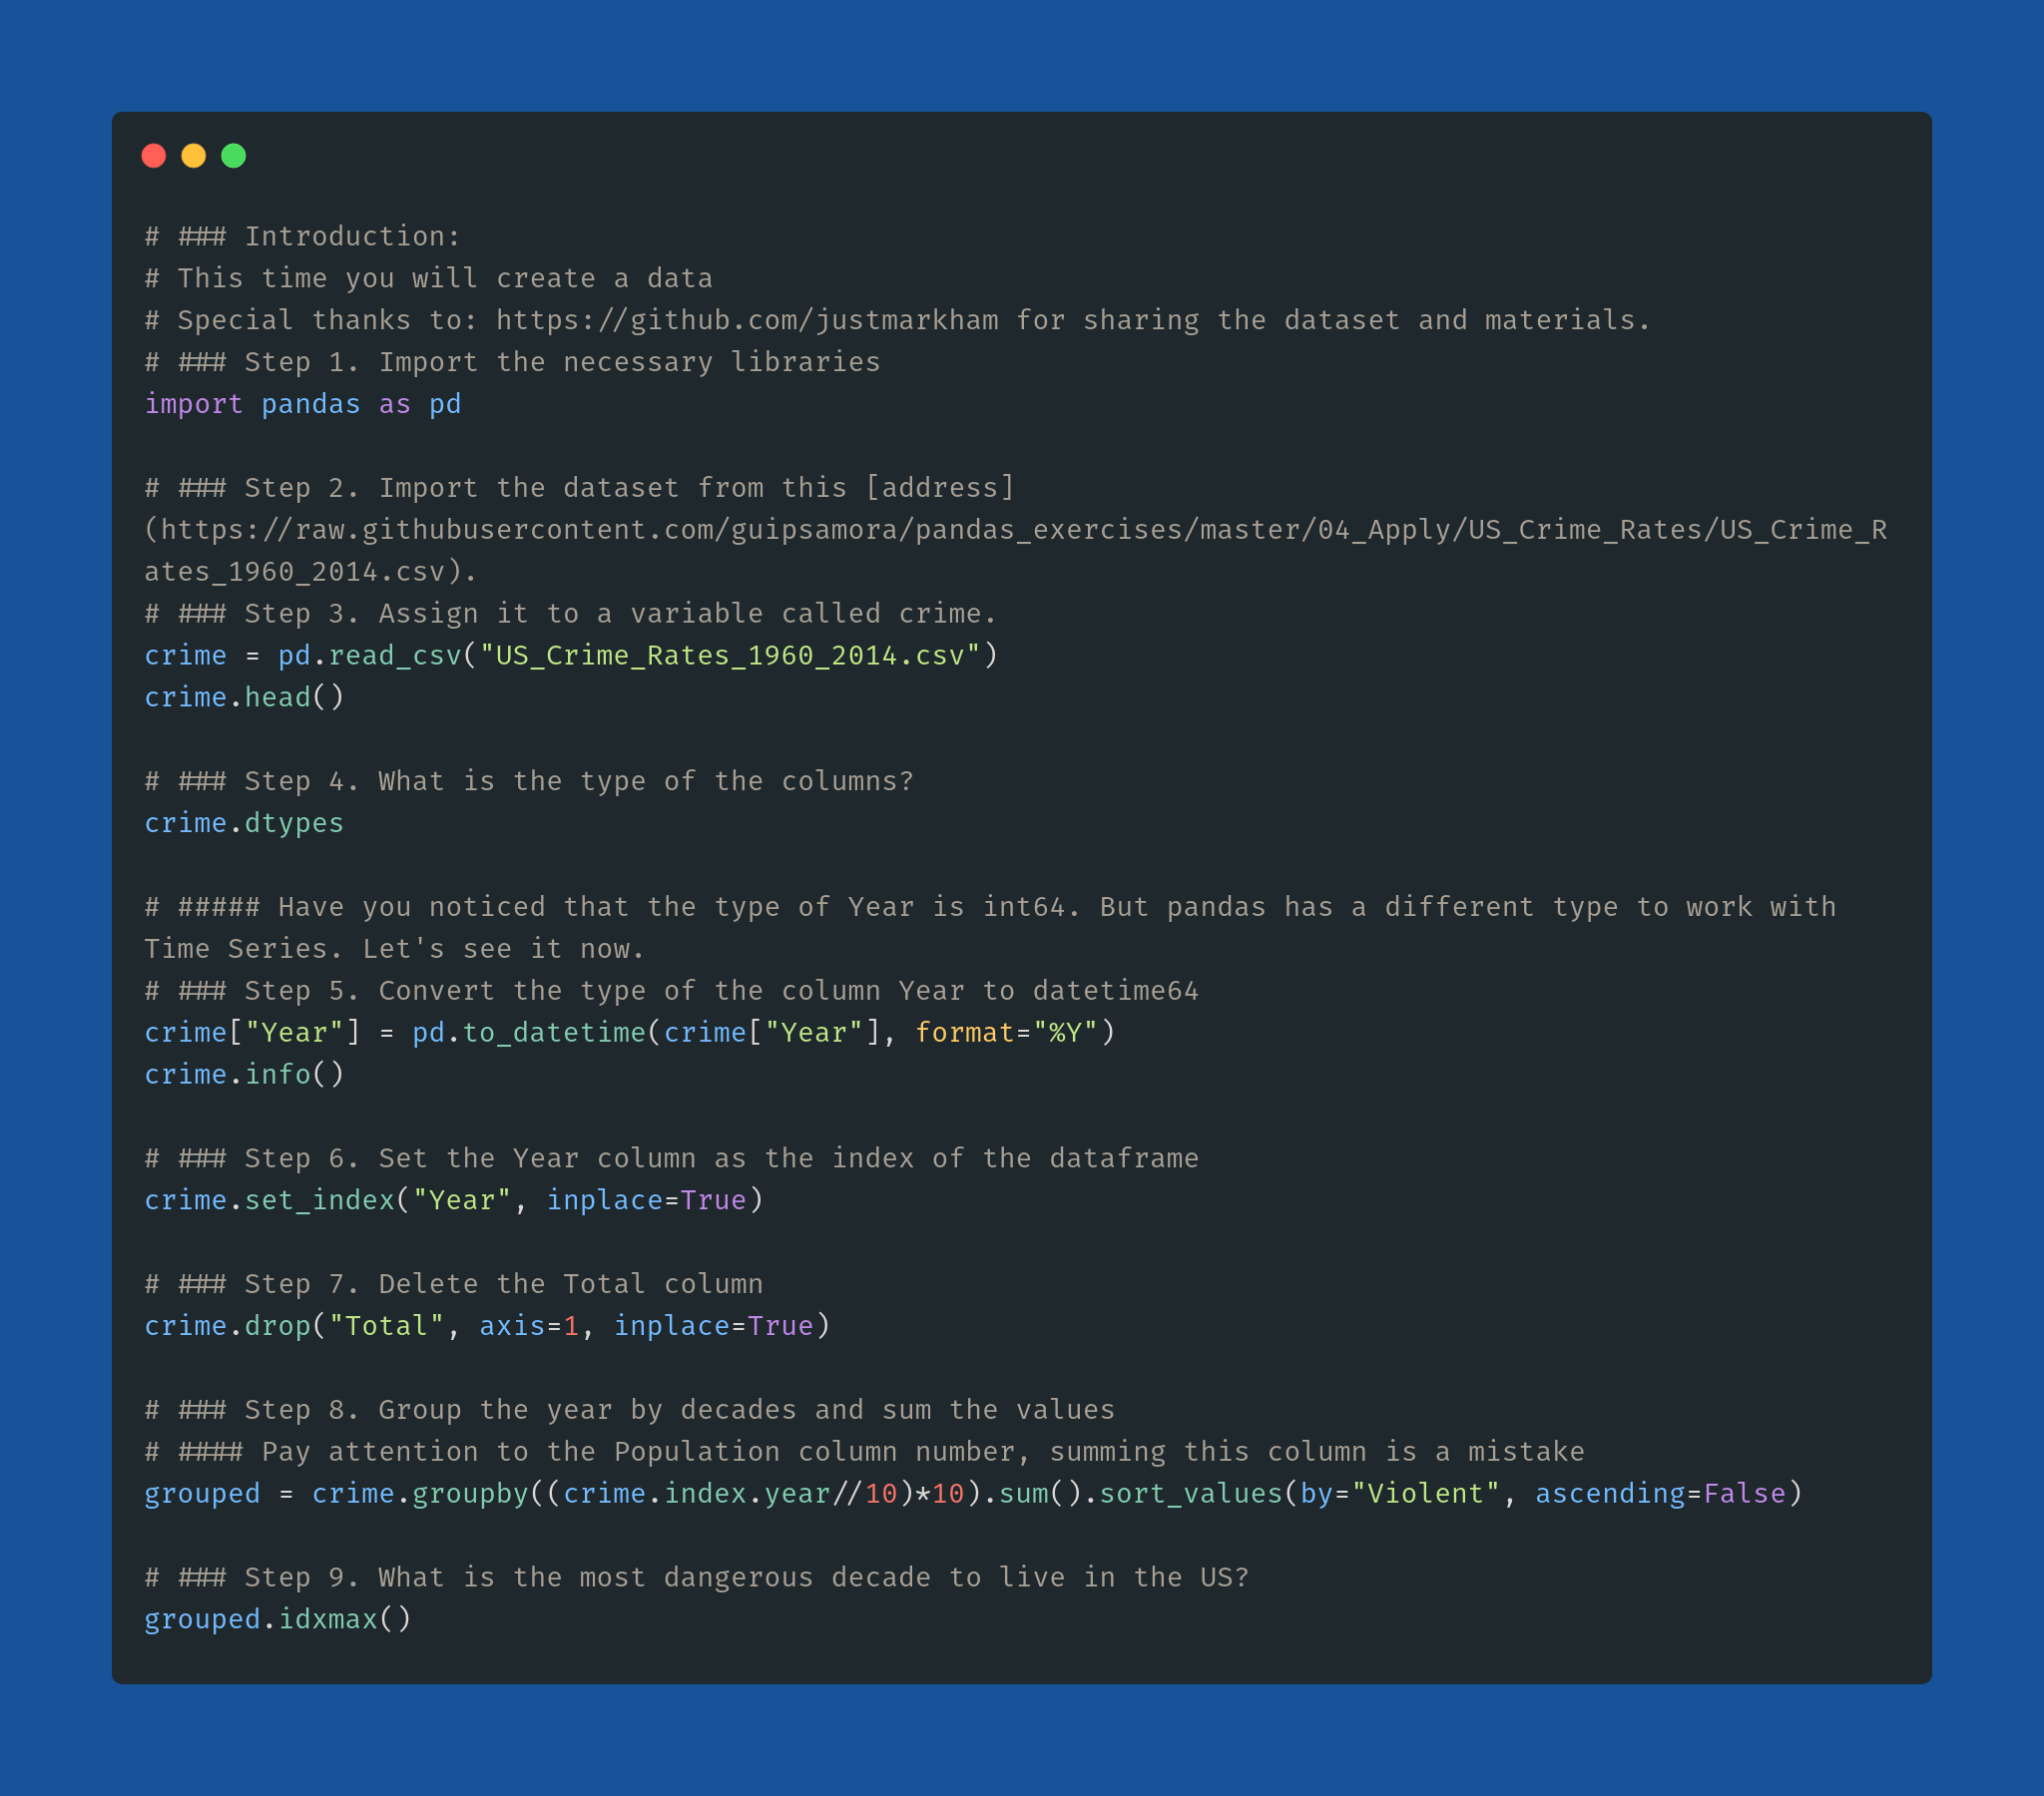 # ### Introduction:
# This time you will create a data
# Special thanks to: https://github.com/justmarkham for sharing the dataset and materials.
# ### Step 1. Import the necessary libraries
import pandas as pd
# ### Step 2. Import the dataset from this [address]
(https://raw.githubusercontent.com/guipsamora/pandas_exercises/master/04_Apply/US_Crime_Rates/US_Crime_R
ates_1960_2014.csv).
# ### Step 3. Assign it to a variable called crime.
crime = pd.read_csv("US_Crime_Rates_1960_2014.csv")
crime.head()
# ### Step 4. What is the type of the columns?
crime.dtypes
# ##### Have you noticed that the type of Year is int64. But pandas has a different type to work with
Time Series. Let's see it now.
# ### Step 5. Convert the type of the column Year to datetime64
crime["Year"] = pd.to_datetime(crime["Year"], format="%Y")
crime.info()
# ### Step 6. Set the Year column as the index of the dataframe
crime.set_index("Year", inplace=True)
# ### Step 7. Delete the Total column
crime.drop("Total", axis=1, inplace=True)
# ### Step 8. Group the year by decades and sum the values
# #### Pay attention to the Population column number, summing this column is a mistake
grouped = crime.groupby((crime.index.year//10)*10).sum().sort_values(by="Violent", ascending=False)
# ### Step 9. What is the most dangerous decade to live in the US?
grouped.idxmax()